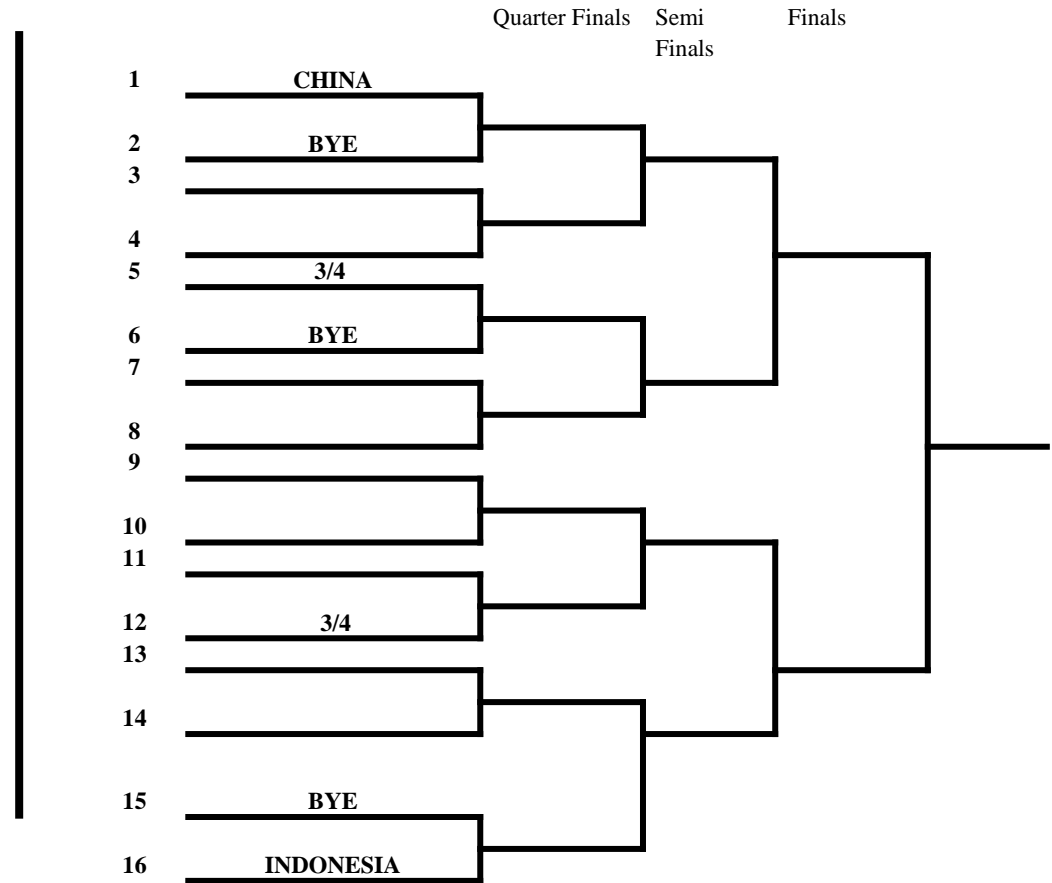 Quarter Finals Semi Finals Finals
1 CHINA
2 BYE
3
4
5 3/4
6 BYE
7
8
9
10
11
12 3/4
13
14
15 BYE
16 INDONESIA